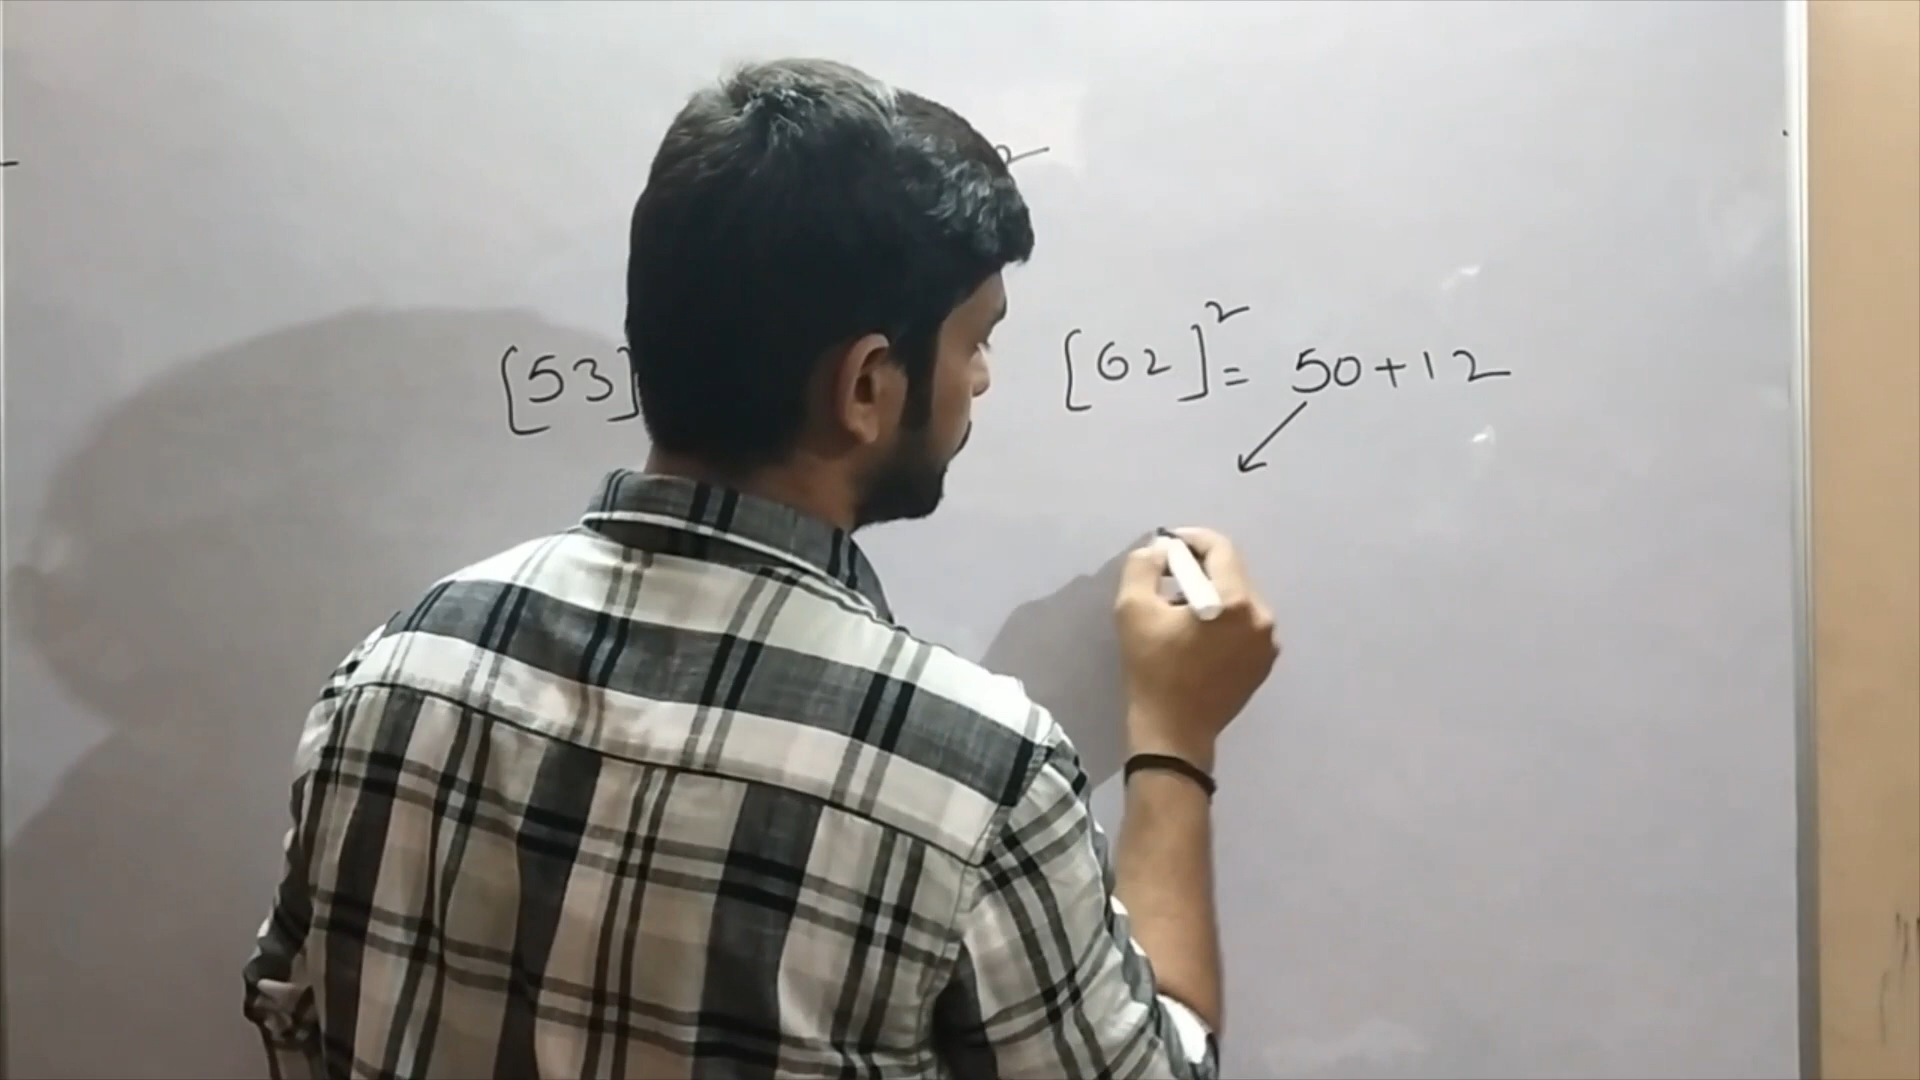 [53]
[62]² = 50+12